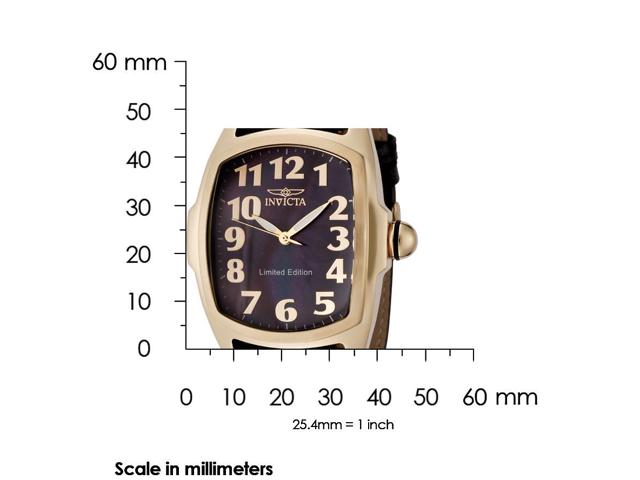 60 mm
50
40
30
20
10
0
11 12 1
INVICTA
10 2
9 3
Limited Edition
8 4
7 6 5
0 10 20 30 40 50 60 mm
25.4mm = 1 inch
Scale in millimeters